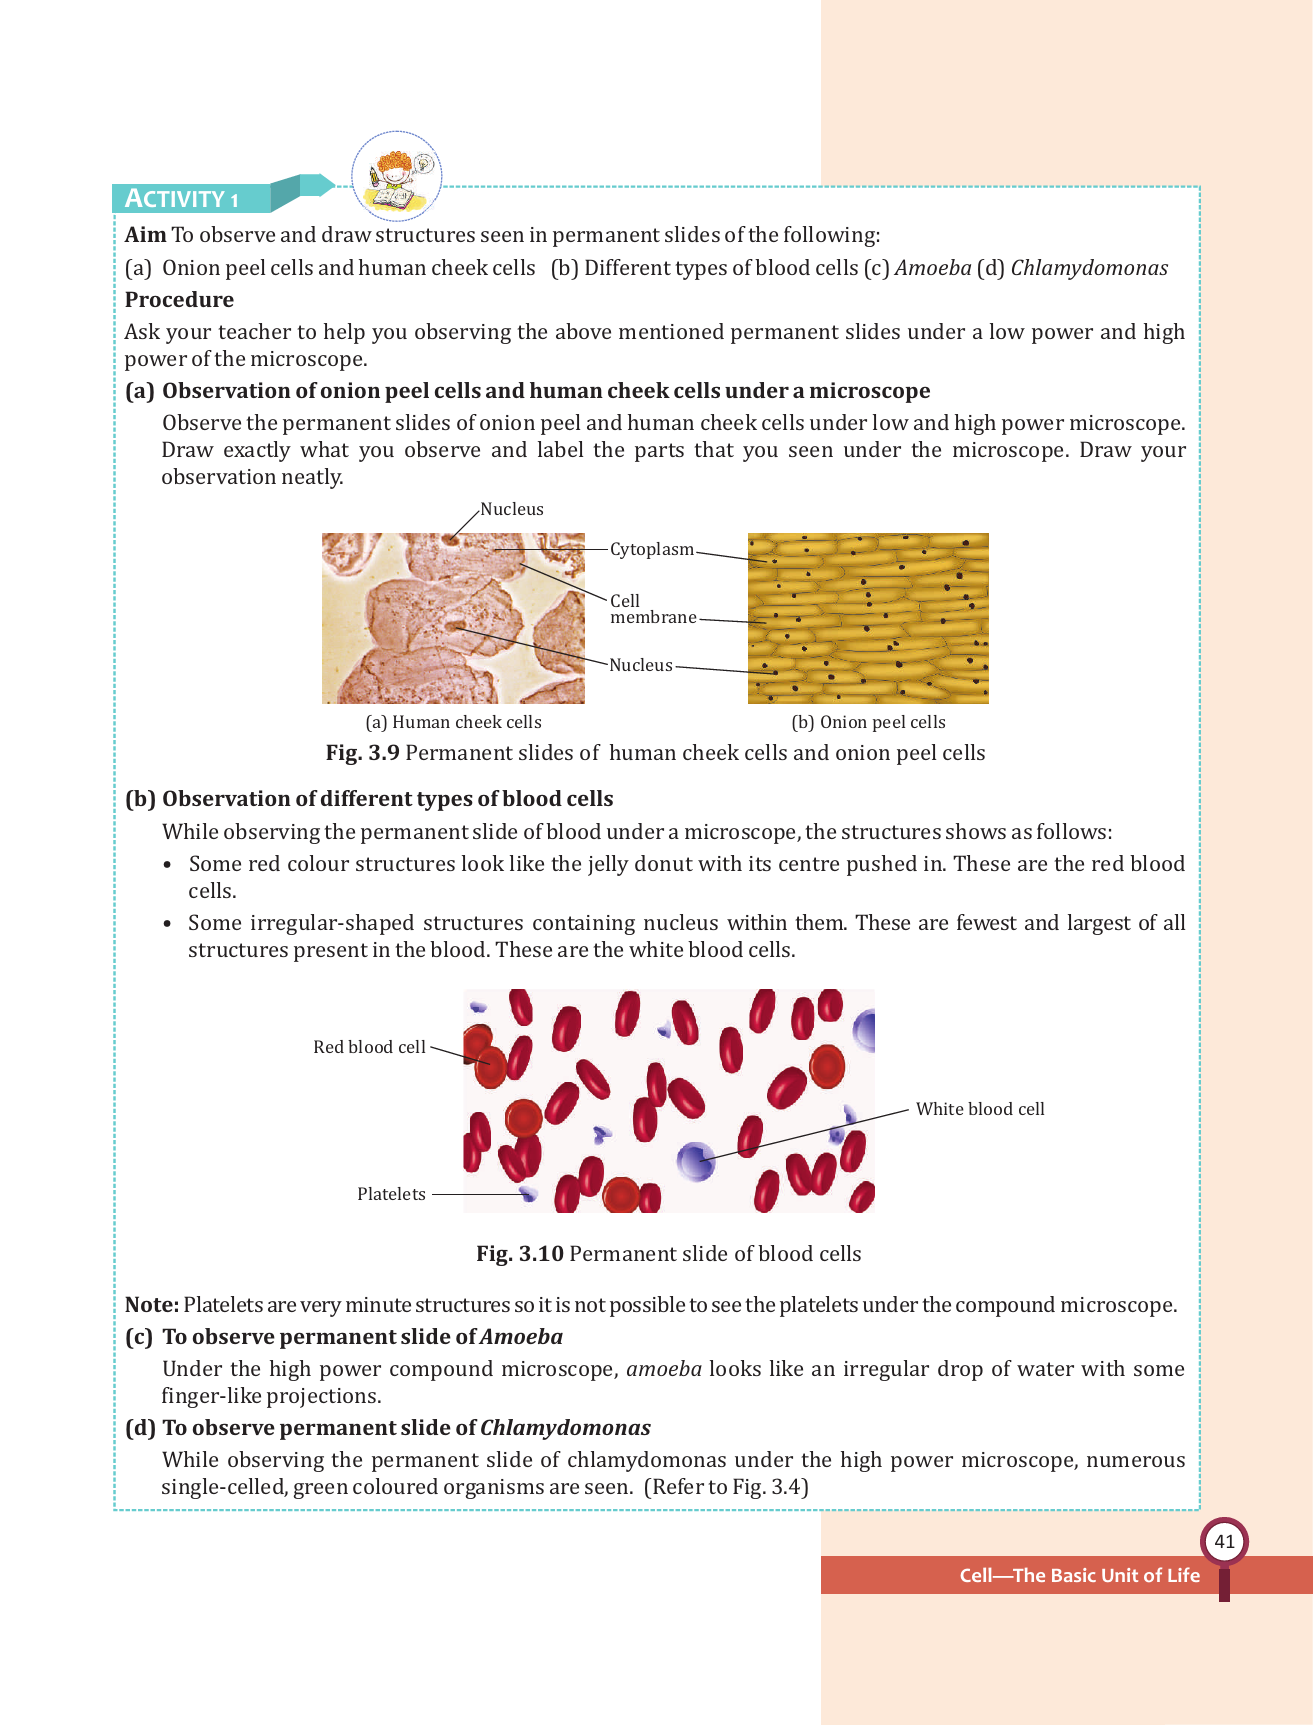 ACTIVITY 1
Aim To observe and draw structures seen in permanent slides of the following:
(a) Onion peel cells and human cheek cells (b) Different types of blood cells (c) Amoeba (d) Chlamydomonas
Procedure
Ask your teacher to help you observing the above mentioned permanent slides under a low power and high
power of the microscope.
(a) Observation of onion peel cells and human cheek cells under a microscope
Observe the permanent slides of onion peel and human cheek cells under low and high power microscope.
Draw exactly what you observe and label the parts that you seen under the microscope. Draw your
observation neatly.
Nucleus
Cytoplasm
Cell
membrane
Nucleus
(a) Human cheek cells
(b) Onion peel cells
Fig. 3.9 Permanent slides of human cheek cells and onion peel cells
(b) Observation of different types of blood cells
While observing the permanent slide of blood under a microscope, the structures shows as follows:
• Some red colour structures look like the jelly donut with its centre pushed in. These are the red blood
cells.
• Some irregular-shaped structures containing nucleus within them. These are fewest and largest of all
structures present in the blood. These are the white blood cells.
Red blood cell
White blood cell
Platelets
Fig. 3.10 Permanent slide of blood cells
Note: Platelets are very minute structures so it is not possible to see the platelets under the compound microscope.
(c) To observe permanent slide of Amoeba
Under the high power compound microscope, amoeba looks like an irregular drop of water with some
finger-like projections.
(d) To observe permanent slide of Chlamydomonas
While observing the permanent slide of chlamydomonas under the high power microscope, numerous
single-celled, green coloured organisms are seen. (Refer to Fig. 3.4)
41
Cell—The Basic Unit of Life